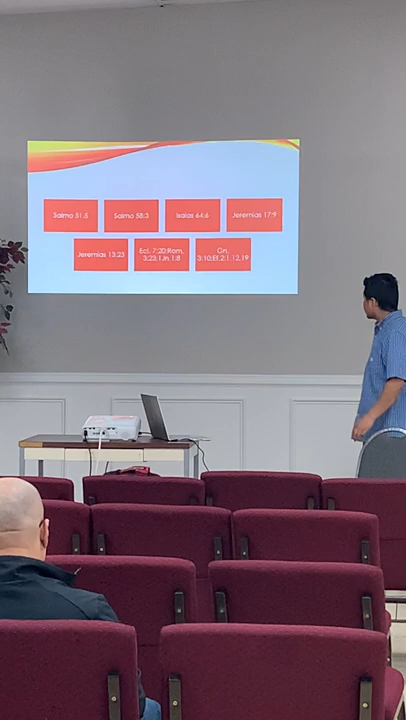 Salmo 51:5
Salmo 58:3
Isaías 64:6
Jeremías 17:9
Jeremías 13:23
Ecl. 7:20;Rom.
3:23;1Jn.1:8
Gn.
3:10;Ef.2:1,12,19